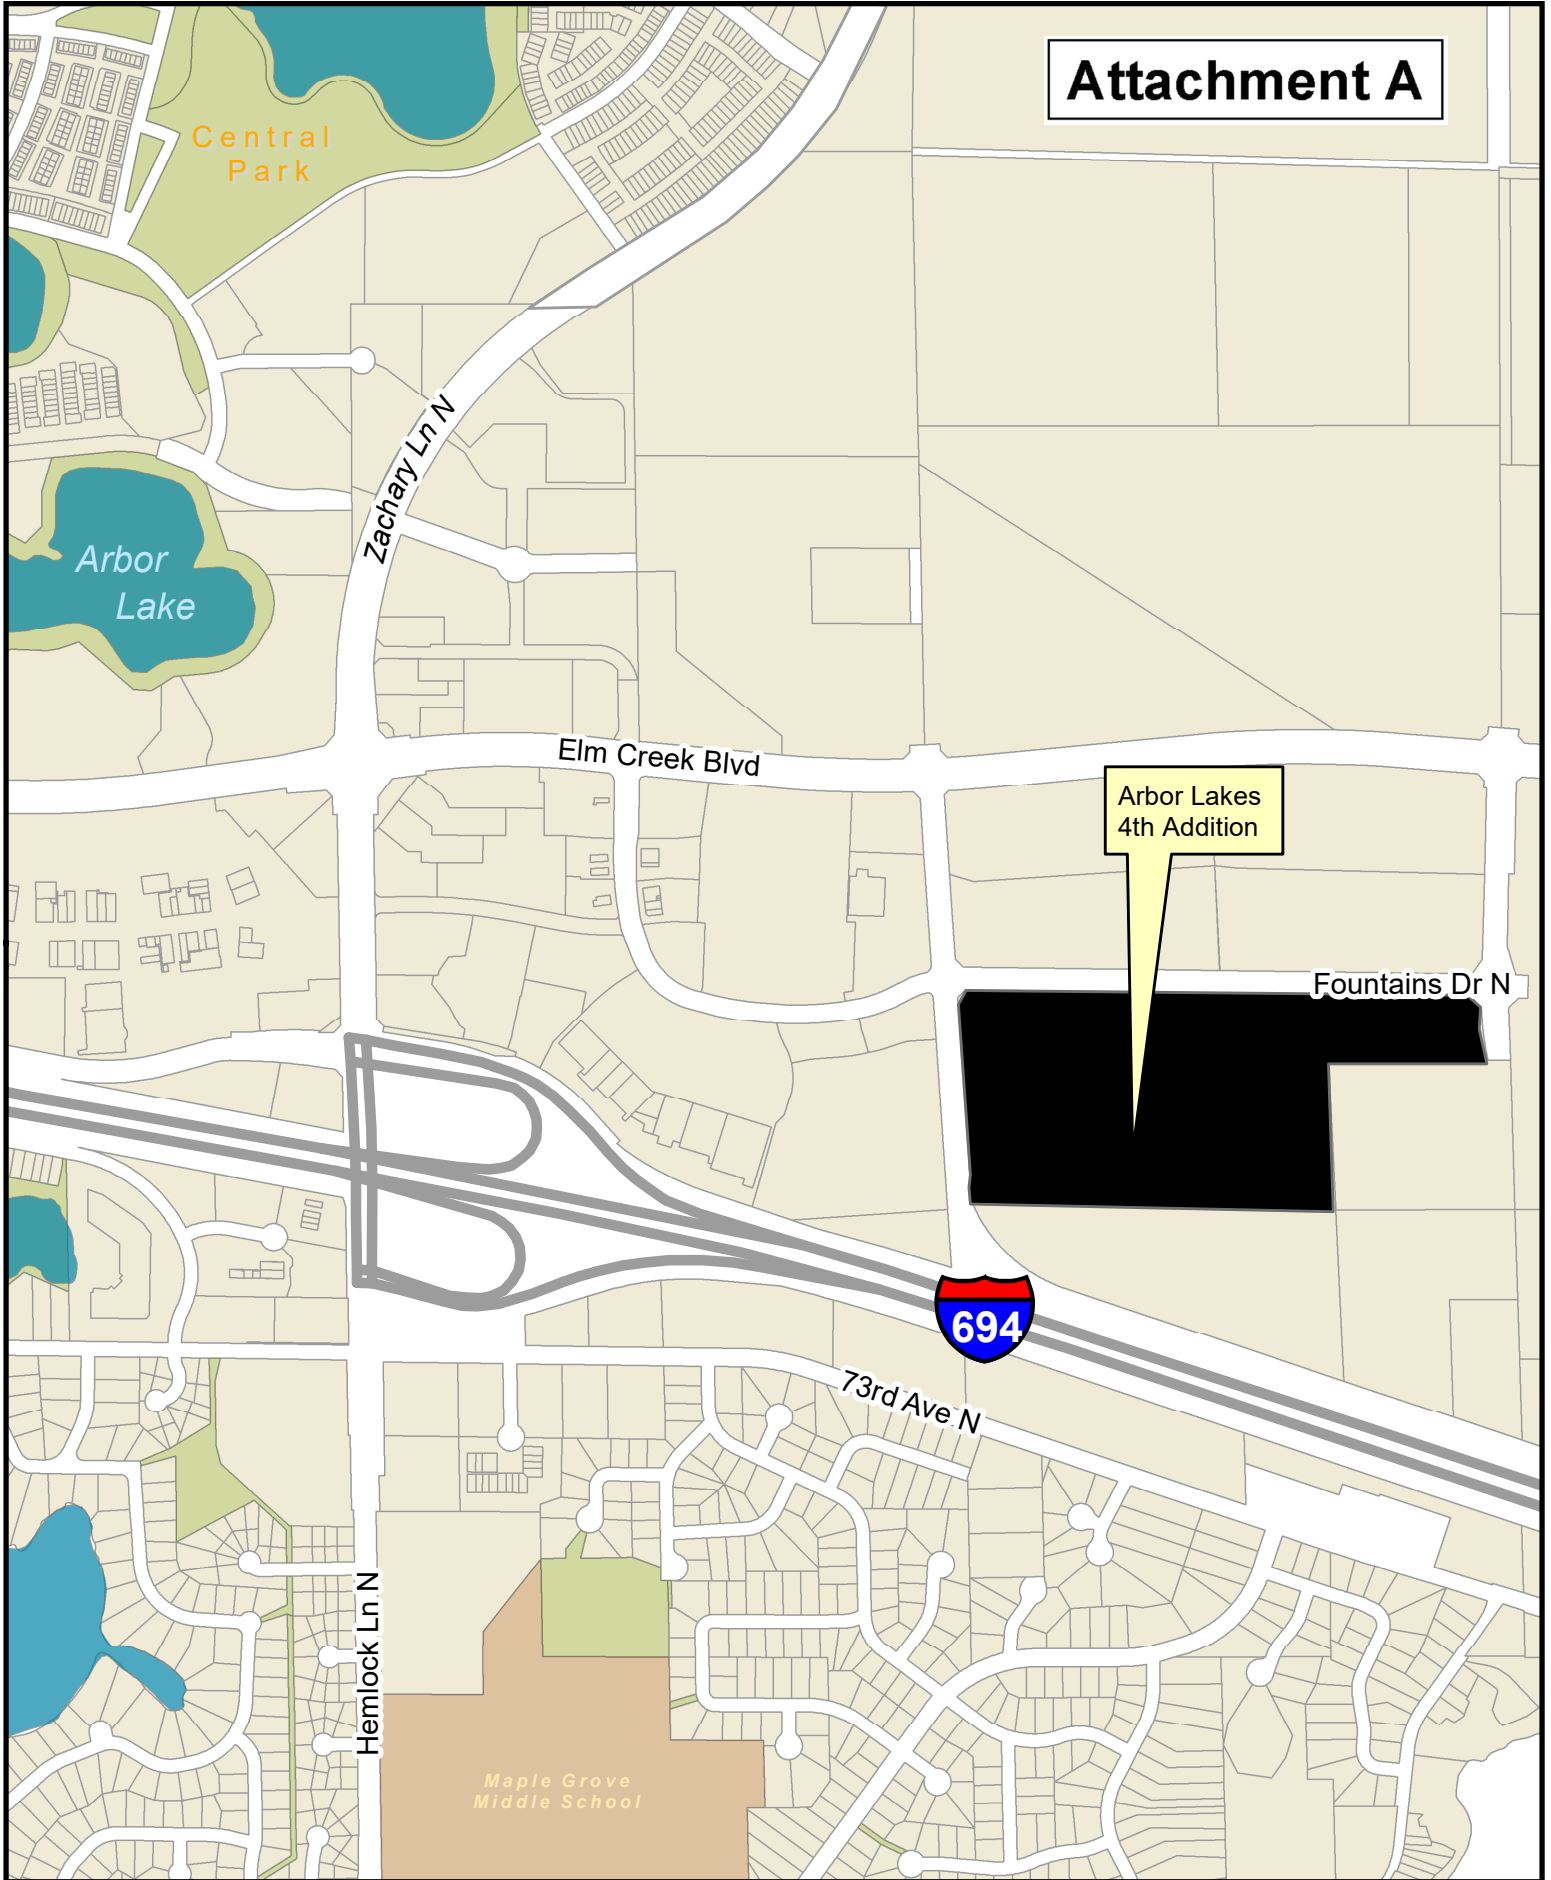 Attachment A
Central
Park
Zachary Ln N
Arbor
Lake
Elm Creek Blvd
Arbor Lakes
4th Addition
Fountains Dr N
694
73rd Ave N
Hemlock Ln N
Maple Grove
Middle School